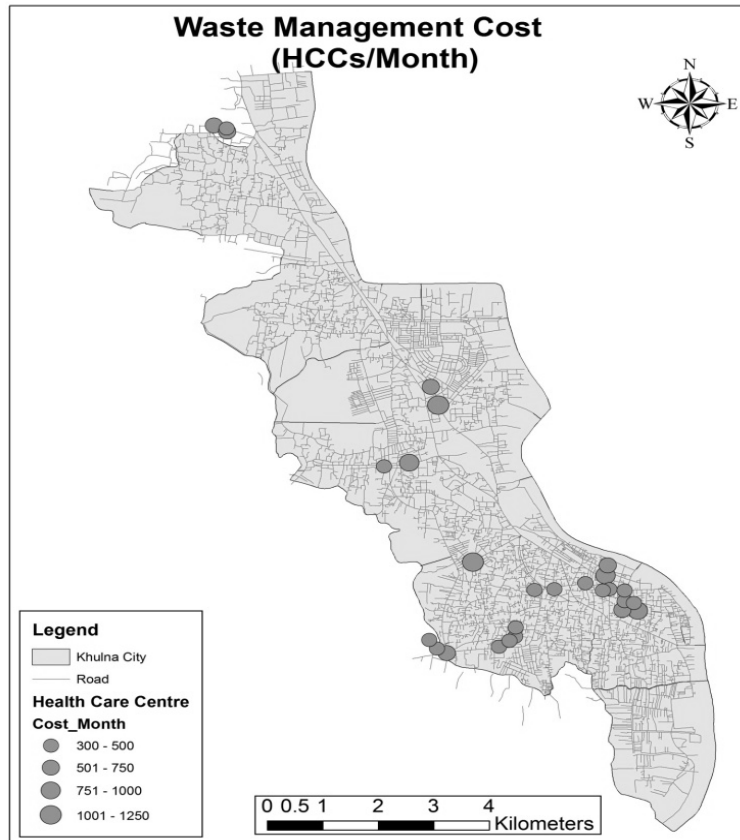 Waste Management Cost
(HCCs/Month)
N
W
E
S
Legend
Khulna City
Road
Health Care Centre
Cost_Month
300 - 500
501 - 750
751 - 1000
1001 - 1250
0 0.5 1 2 3 4
Kilometers